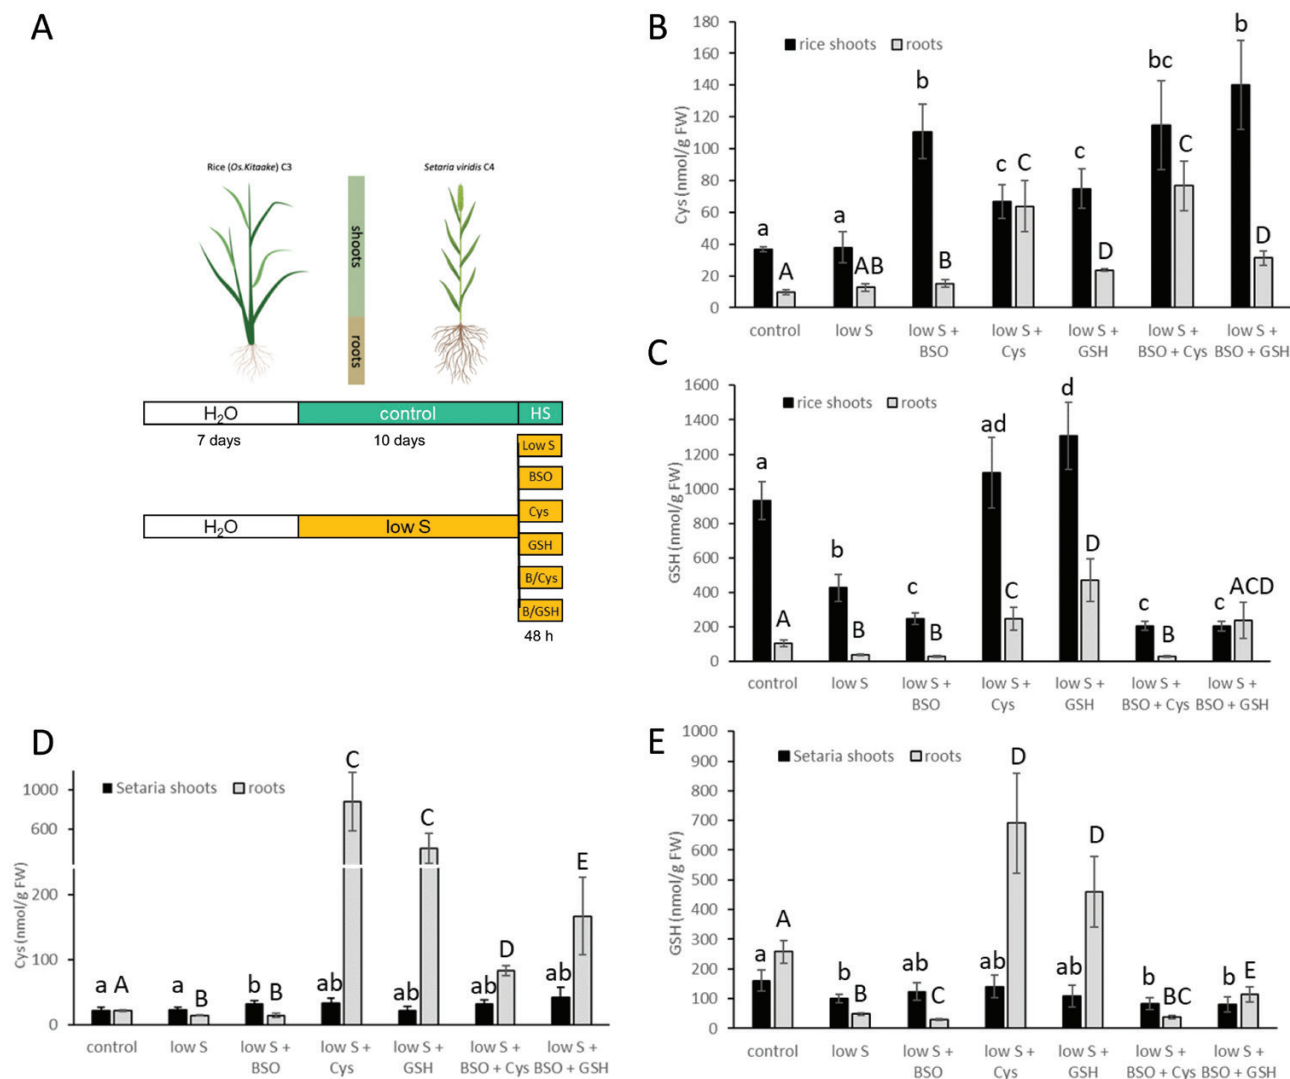 A
Rice (Os.Kitaake) C3
Setaria viridis C4
shoots
roots
H2O
control
HS
7 days
10 days
Low S
BSO
Cys
H2O
low S
GSH
B/Cys
B/GSH
48 h
B
180
160
140
120
100
80
60
40
20
0
Cys (nmol/g FW)
rice shoots
roots
a
A
a
AB
b
B
c
C
c
D
bc
C
b
D
control
low S
low S +
BSO
low S +
Cys
low S +
GSH
low S +
BSO + Cys
low S +
BSO + GSH
C
1600
1400
1200
1000
800
600
400
200
0
GSH (nmol/g FW)
rice shoots
roots
a
A
b
B
c
B
ad
C
d
D
c
B
c
ACD
control
low S
low S +
BSO
low S +
Cys
low S +
GSH
low S +
BSO + Cys
low S +
BSO + GSH
D
1000
600
200
100
0
Cys (nmol/g FW)
Setaria shoots
roots
a
A
a
B
b
B
ab
C
ab
C
ab
D
ab
E
control
low S
low S +
BSO
low S +
Cys
low S +
GSH
low S +
BSO + Cys
low S +
BSO + GSH
E
1000
900
800
700
600
500
400
300
200
100
0
GSH (nmol/g FW)
Setaria shoots
roots
a
A
b
B
ab
C
ab
D
ab
D
b
BC
b
E
control
low S
low S +
BSO
low S +
Cys
low S +
GSH
low S +
BSO + Cys
low S +
BSO + GSH